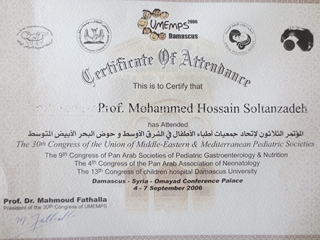 UMEMPS 2006
Damascus
Certificate Of Attendance
This is to Certify that
Prof. Mohammed Hossain Soltanzadeh
has Attended
المؤتمر الثلاثون لإتحاد جمعيات أطباء الأطفال في الشرق الأوسط و حوض البحر الأبيض المتوسط
The 30th Congress of the Union of Middle-Eastern & Mediterranean Pediatric Societies
The 9th Congress of Pan Arab Societies of Pediatric Gastroenterology & Nutrition
The 4th Congress of the Pan Arab Association of Neonatology
The 13th Congress of children hospital Damascus University
Damascus - Syria - Omayad Conference Palace
4 - 7 September 2006
Prof. Dr. Mahmoud Fathalla
President of the 30th Congress of UMEMPS
M. Fathalla